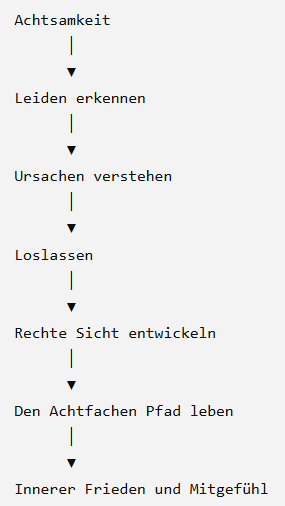 Achtsamkeit
│
▼
Leiden erkennen
│
▼
Ursachen verstehen
│
▼
Loslassen
│
▼
Rechte Sicht entwickeln
│
▼
Den Achtfachen Pfad leben
│
▼
Innerer Frieden und Mitgefühl